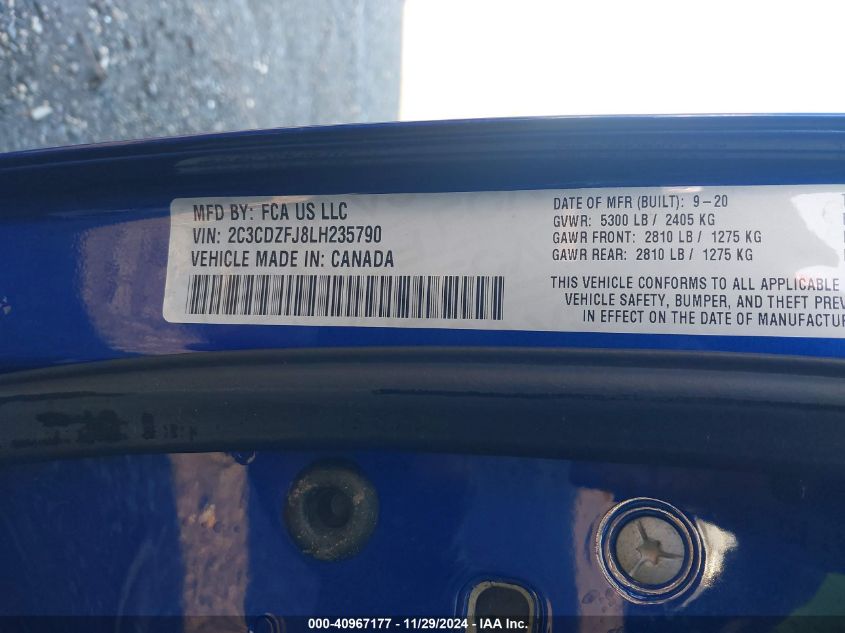 MFD BY: FCA US LLC
VIN: 2C3CDZFJ8LH235790
VEHICLE MADE IN: CANADA
DATE OF MFR (BUILT): 9-20
GVWR: 5300 LB / 2405 KG
GAWR FRONT: 2810 LB / 1275 KG
GAWR REAR: 2810 LB / 1275 KG
THIS VEHICLE CONFORMS TO ALL APPLICABLE
VEHICLE SAFETY, BUMPER, AND THEFT PREV
IN EFFECT ON THE DATE OF MANUFACTUR
000-40967177 - 11/29/2024 - IAA Inc.